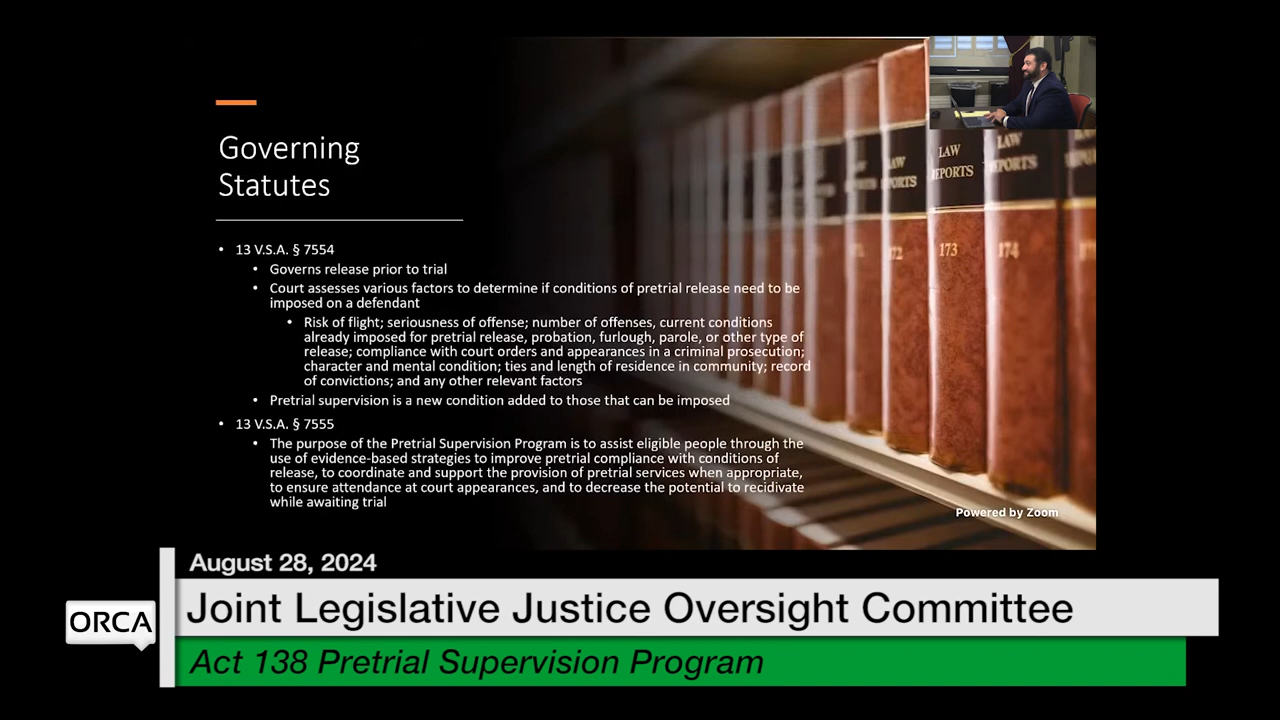 Governing
Statutes
• 13 V.S.A. § 7554
• Governs release prior to trial
• Court assesses various factors to determine if conditions of pretrial release need to be
imposed on a defendant
• Risk of flight; seriousness of offense; number of offenses, current conditions
already imposed for pretrial release, probation, furlough, parole, or other type of
release; compliance with court orders and appearances in a criminal prosecution;
character and mental condition; ties and length of residence in community; record
of convictions; and any other relevant factors
• Pretrial supervision is a new condition added to those that can be imposed
• 13 V.S.A. § 7555
• The purpose of the Pretrial Supervision Program is to assist eligible people through the
use of evidence-based strategies to improve pretrial compliance with conditions of
release, to coordinate and support the provision of pretrial services when appropriate,
to ensure attendance at court appearances, and to decrease the potential to recidivate
while awaiting trial
LAW
REPORTS
173
LAW
REPORTS
174
Powered by Zoom
August 28, 2024
ORCA
Joint Legislative Justice Oversight Committee
Act 138 Pretrial Supervision Program